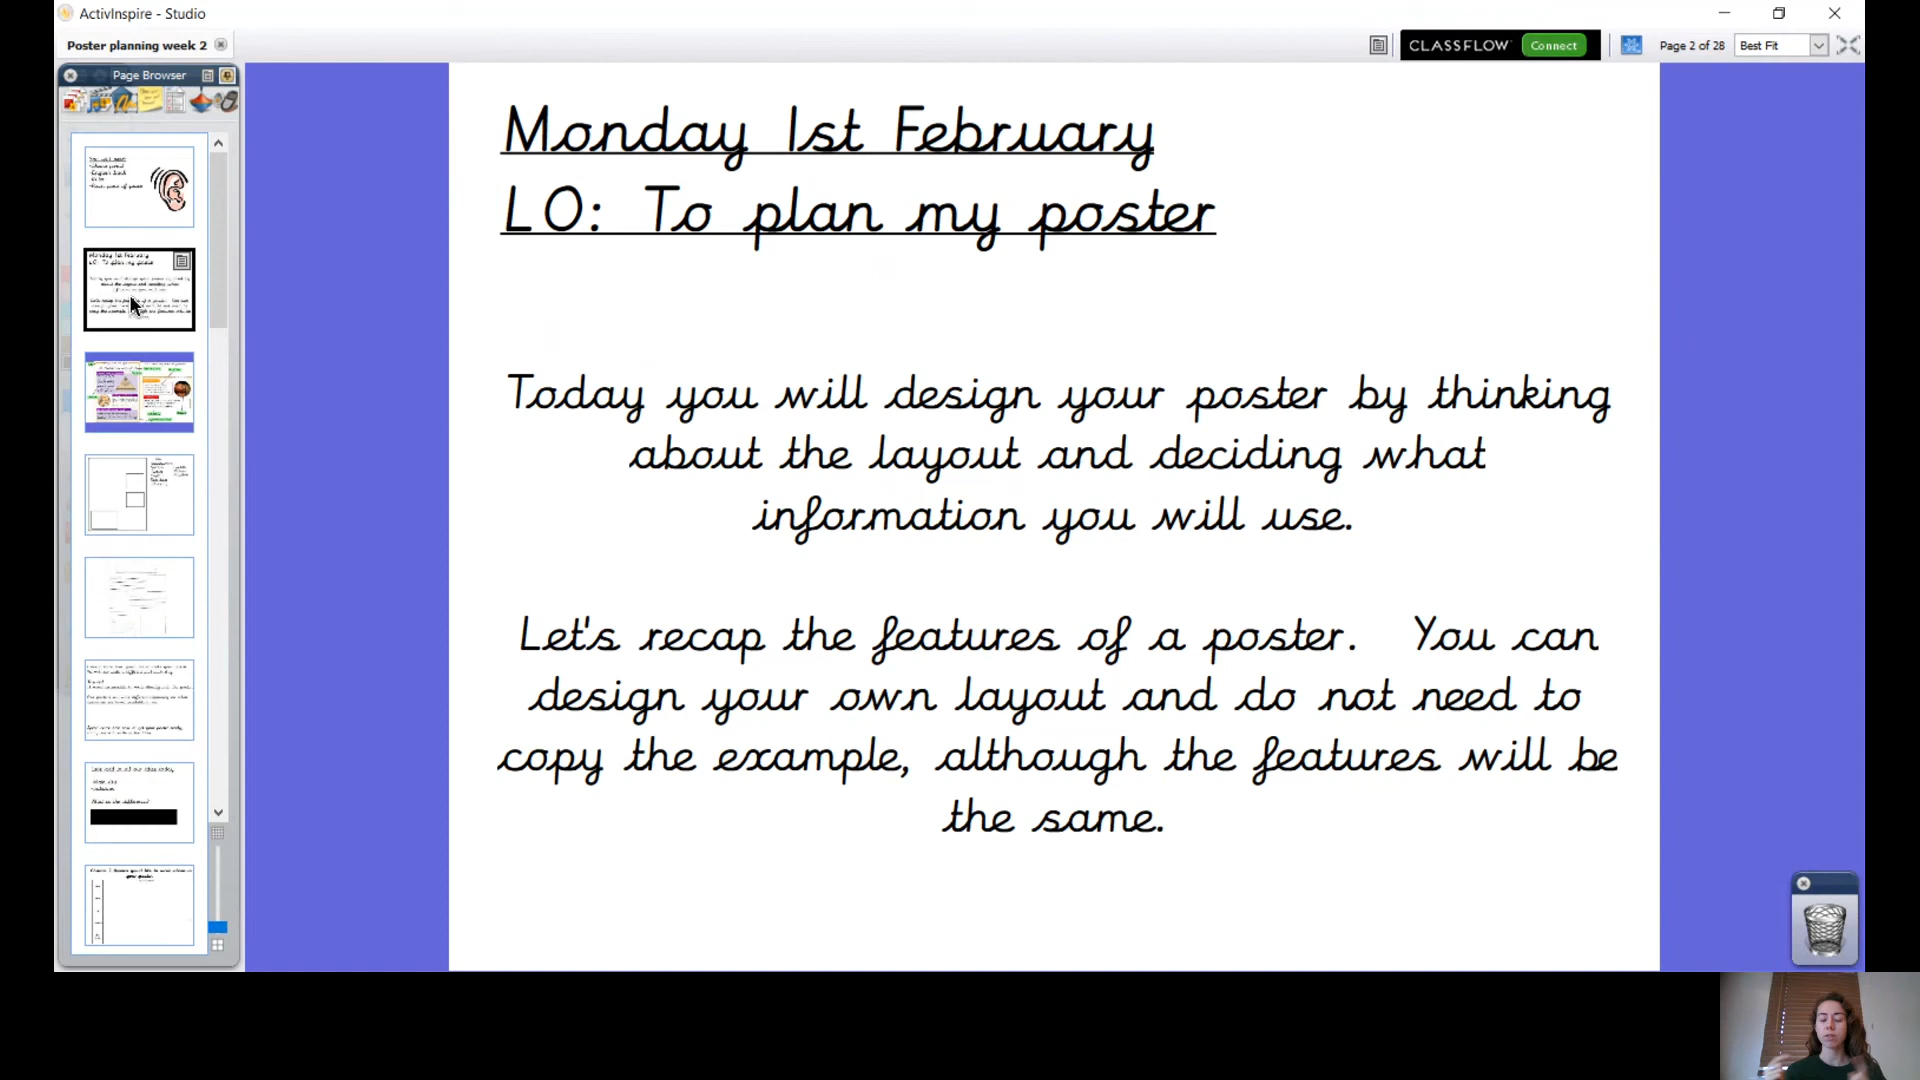 ActivInspire - Studio
Poster planning week 2
CLASSFLOW Connect Page 2 of 28 Best Fit
Page Browser
Monday 1st February
LO: To plan my poster
Today you will design your poster by thinking
about the layout and deciding what
information you will use.
Let's recap the features of a poster. You can
design your own layout and do not need to
copy the example, although the features will be
the same.